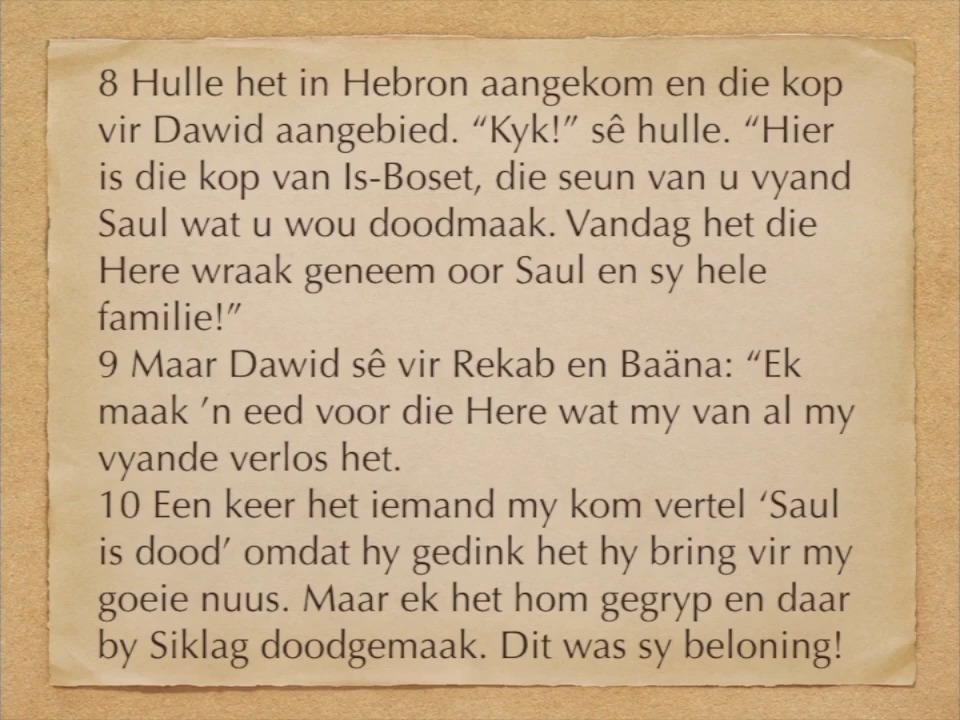 8 Hulle het in Hebron aangekom en die kop
vir Dawid aangebied. “Kyk!” sê hulle. “Hier
is die kop van Is-Boset, die seun van u vyand
Saul wat u wou doodmaak. Vandag het die
Here wraak geneem oor Saul en sy hele
familie!”
9 Maar Dawid sê vir Rekab en Baäna: “Ek
maak ’n eed voor die Here wat my van al my
vyande verlos het.
10 Een keer het iemand my kom vertel ‘Saul
is dood’ omdat hy gedink het hy bring vir my
goeie nuus. Maar ek het hom gegryp en daar
by Siklag doodgemaak. Dit was sy beloning!